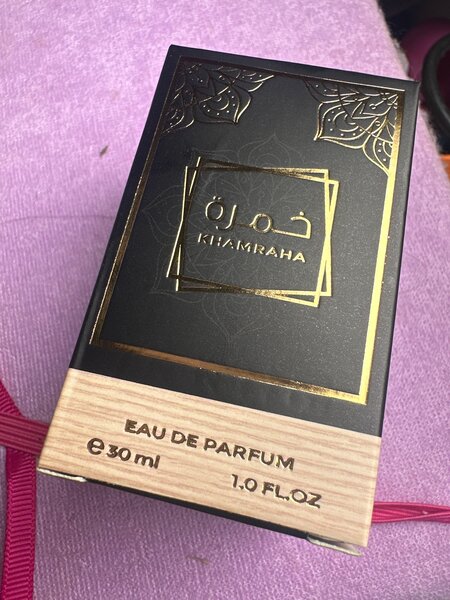 خمرة
KHAMRAHA
EAU DE PARFUM
e 30 ml 1.0 FL.OZ